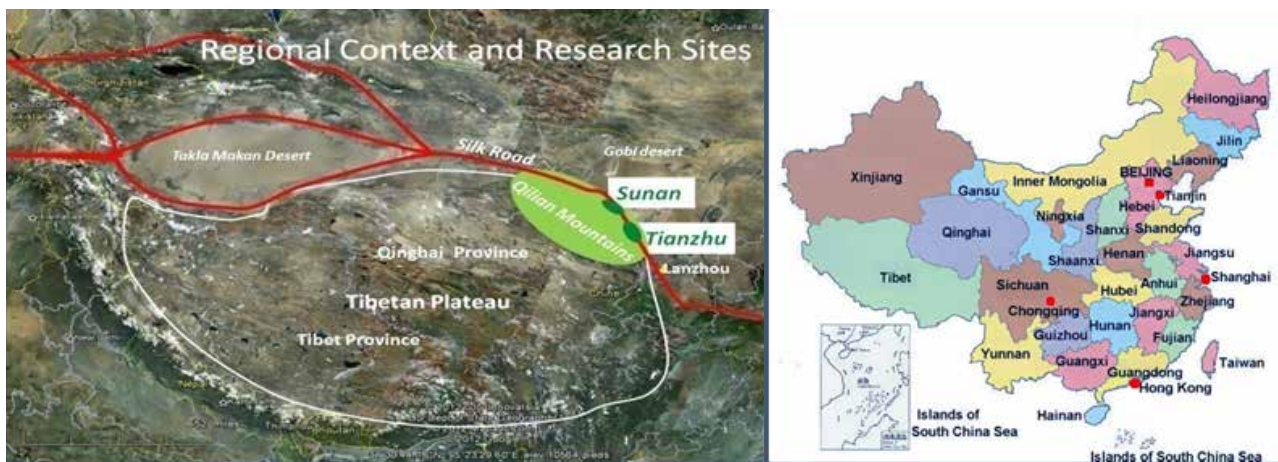 Regional Context and Research Sites
Takla Makan Desert
Silk Road
Gobi desert
Sunan
Qilian Mountains
Tianzhu
Qinghai Province
Lanzhou
Tibetan Plateau
Tibet Province
Heilongjiang
Jilin
Liaoning
Xinjiang
Inner Mongolia
BEIJING
Gansu
Tianjin
Hebei
Ningxia
Shanxi
Shandong
Qinghai
Shaanxi
Henan
Jiangsu
Tibet
Shanghai
Sichuan
Anhui
Hubei
Chongqing
Zhejiang
Jiangxi
Hunan
Guizhou
Fujian
Yunnan
Guangxi
Taiwan
Guangdong
Hong Kong
Hainan
Islands of
South China Sea
Islands of South China Sea